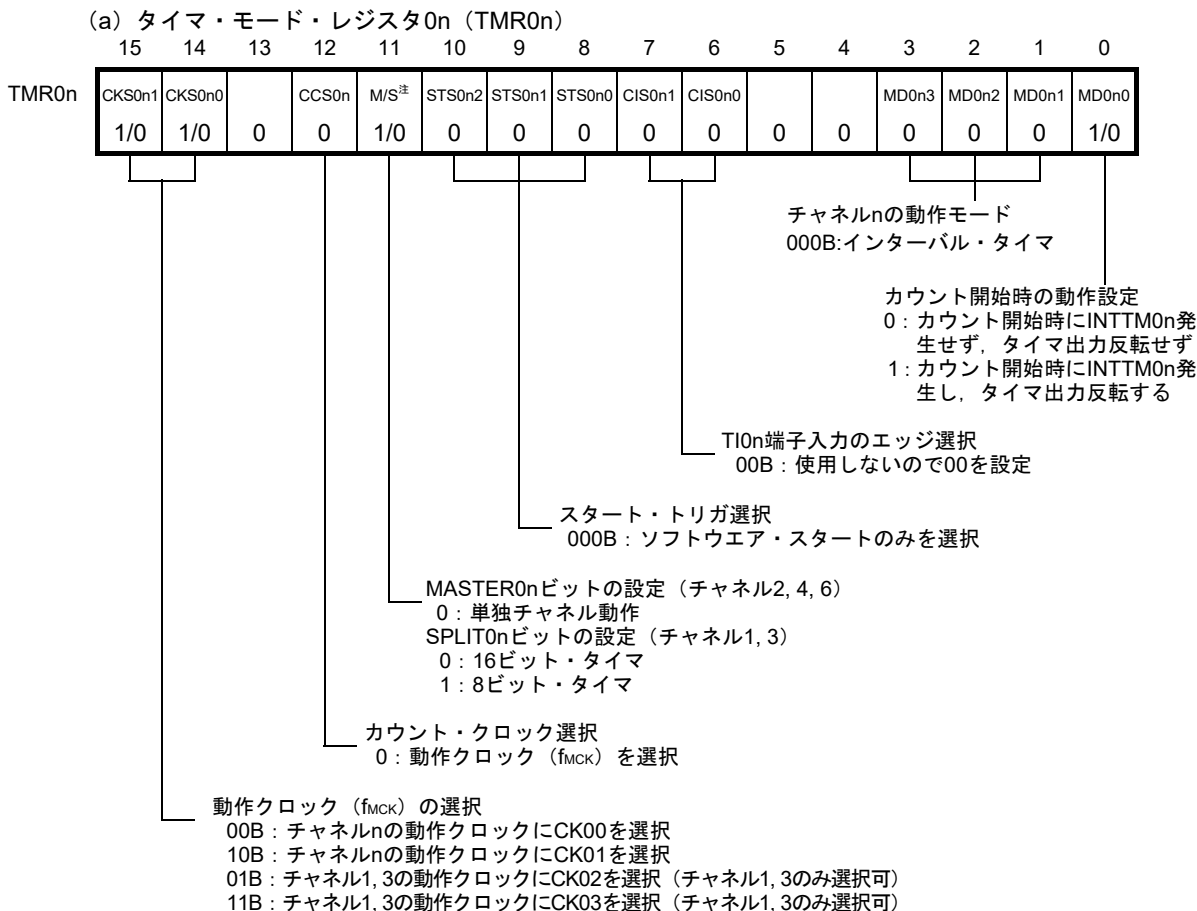 (a) タイマ・モード・レジスタ0n（TMR0n）
15 14 13 12 11 10 9 8 7 6 5 4 3 2 1 0
TMR0n CKS0n1 CKS0n0 CCS0n M/S注 STS0n2 STS0n1 STS0n0 CIS0n1 CIS0n0 MD0n3 MD0n2 MD0n1 MD0n0
1/0 1/0 0 0 1/0 0 0 0 0 0 0 0 0 0 0 1/0
チャネルnの動作モード
000B:インターバル・タイマ
カウント開始時の動作設定
0：カウント開始時にINTTM0n発
生せず，タイマ出力反転せず
1：カウント開始時にINTTM0n発
生し，タイマ出力反転する
TI0n端子入力のエッジ選択
00B：使用しないので00を設定
スタート・トリガ選択
000B：ソフトウエア・スタートのみを選択
MASTER0nビットの設定（チャネル2, 4, 6）
0：単独チャネル動作
SPLIT0nビットの設定（チャネル1, 3）
0：16ビット・タイマ
1：8ビット・タイマ
カウント・クロック選択
0：動作クロック（fMCK）を選択
動作クロック（fMCK）の選択
00B：チャネルnの動作クロックにCK00を選択
10B：チャネルnの動作クロックにCK01を選択
01B：チャネル1, 3の動作クロックにCK02を選択（チャネル1, 3のみ選択可）
11B：チャネル1, 3の動作クロックにCK03を選択（チャネル1, 3のみ選択可）